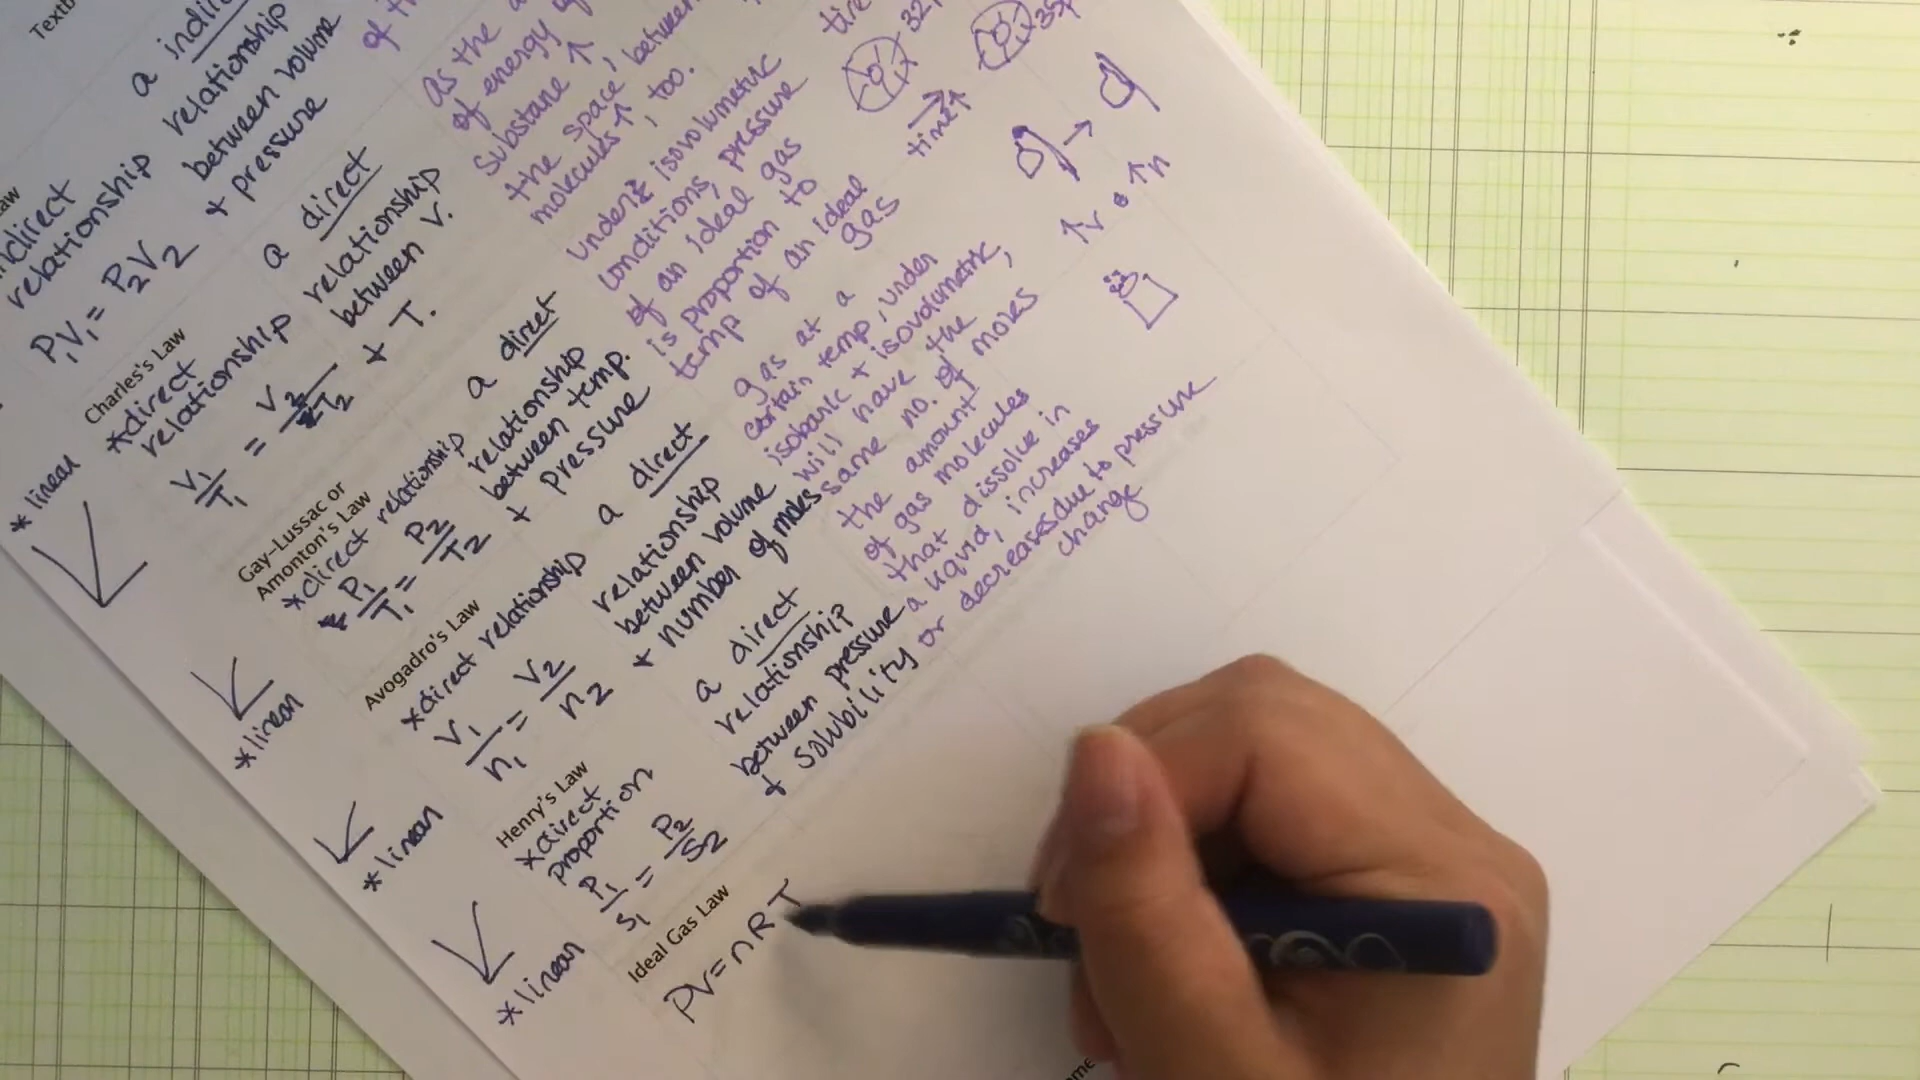 a indirect
relationship
between volume
+ pressure
indirect
relationship
P₁V₁ = P₂V₂
As the
of energy
substance ↑,
the space between
molecules ↑, too.
Charles's Law
*direct
relationship
V₁/T₁ = V₂/T₂
*linear
a direct
relationship
between V.
+ T.
under isovolumetric
conditions, pressure
of an ideal gas
is proportion to
temp of an ideal
gas
time↑
Gay-Lussac or
Amonton's Law
*direct relationship
P₁/T₁ = P₂/T₂
*linear
a direct
relationship
between temp.
+ pressure
gas at a
certain temp, under
isobaric + isovolumetric,
will have the
same no. of moles
↑v ↑n
Avogadro's Law
*direct relationship
V₁/n₁ = V₂/n₂
*linear
a direct
relationship
between volume
+ number of moles
the amount
of gas molecules
that dissolve in
a liquid, increases
or decreases due to pressure
change
Henry's Law
*direct
proportion
P₁/S₁ = P₂/S₂
*linear
a direct
relationship
between pressure
+ solubility
Ideal Gas Law
PV = nRT